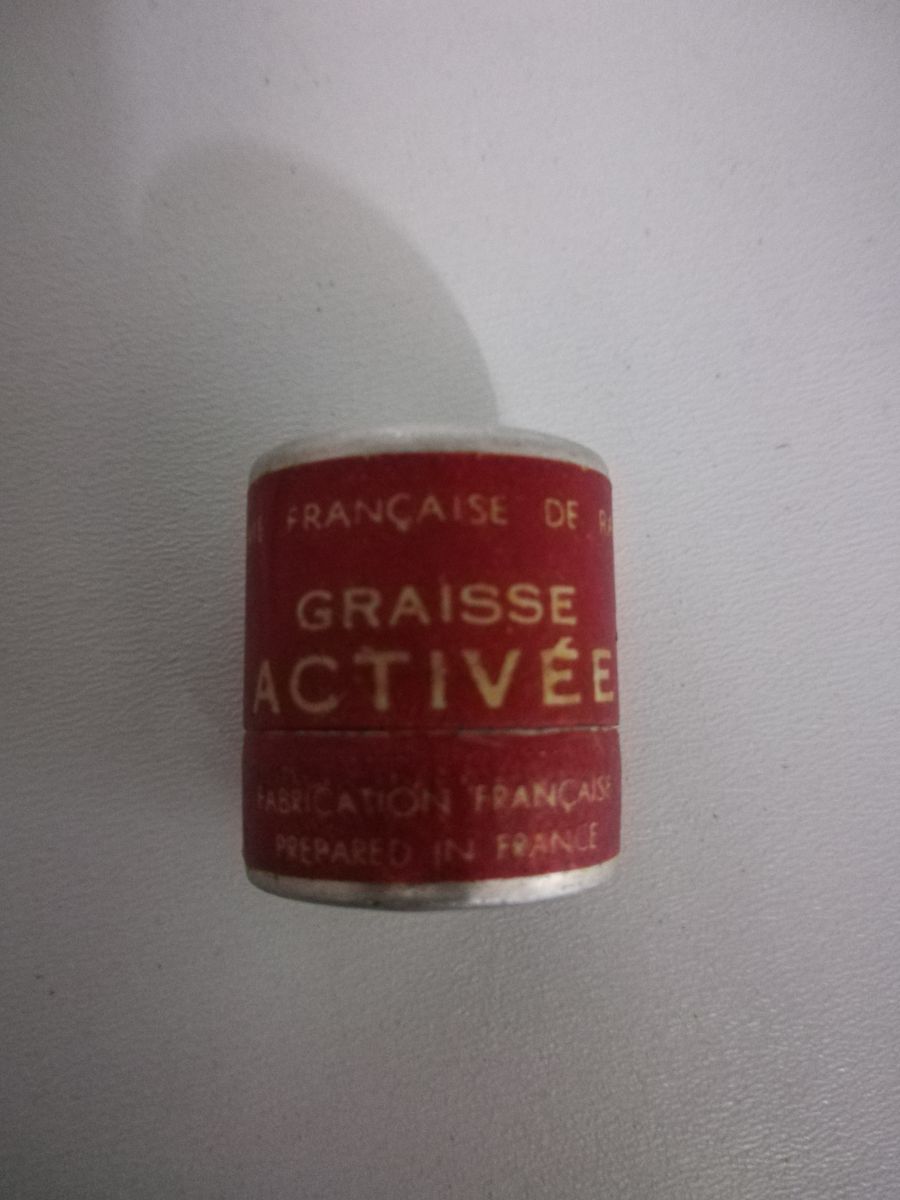 FRANÇAISE DE
GRAISSE
ACTIVÉE
FABRICATION FRANÇAISE
PREPARED IN FRANCE